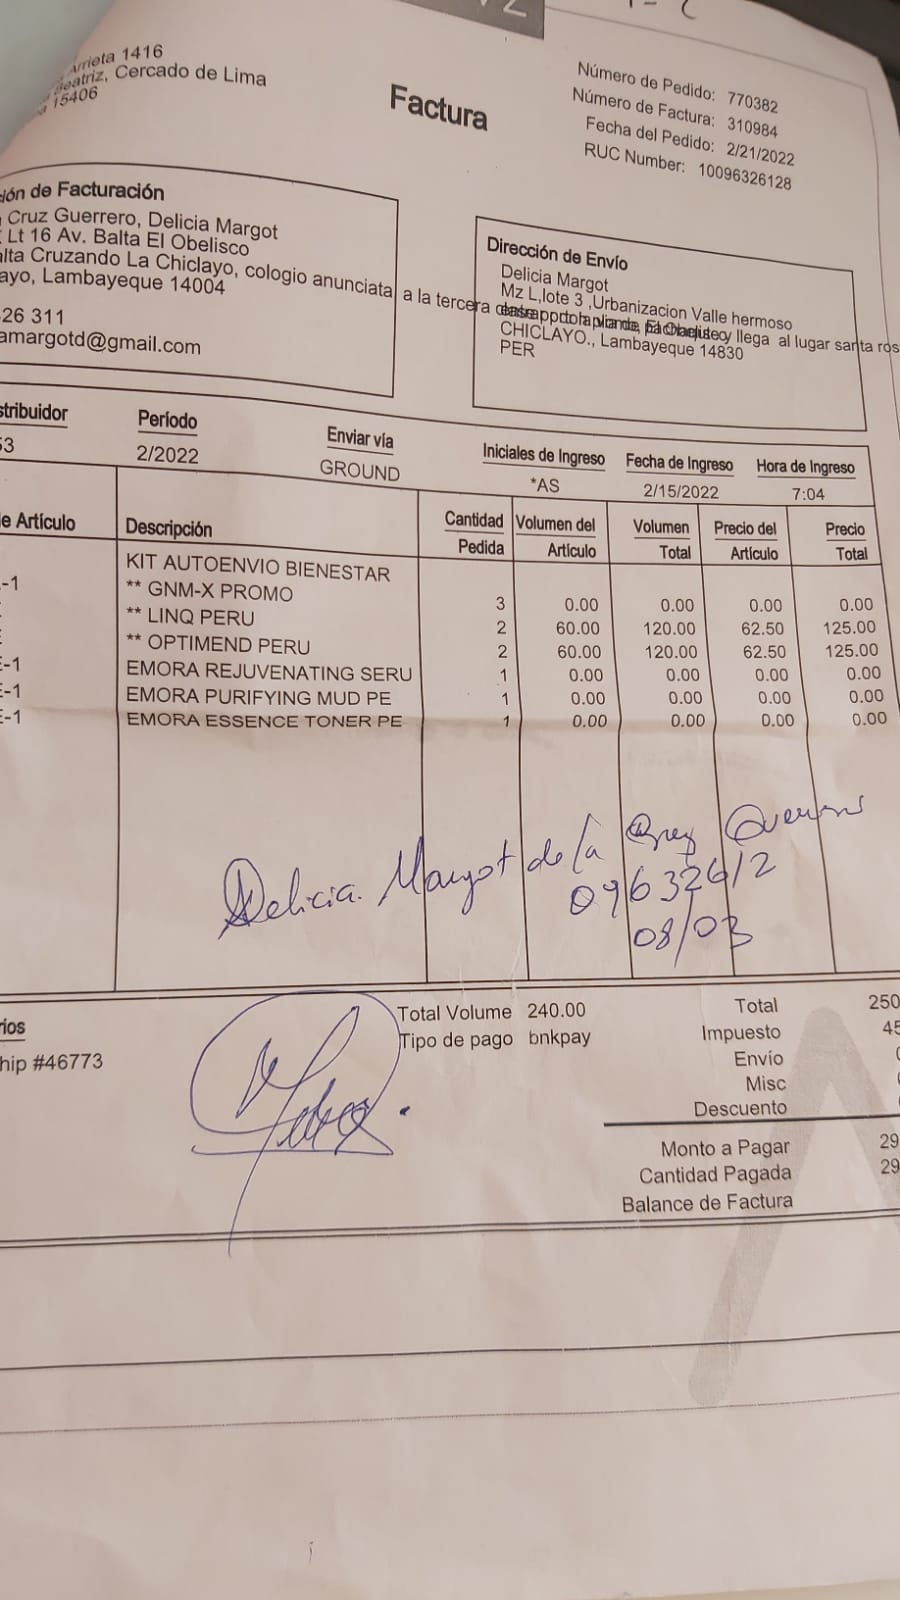 Arrieta 1416
Beatriz, Cercado de Lima
15406
Factura
Número de Pedido: 770382
Número de Factura: 310984
Fecha del Pedido: 2/21/2022
RUC Number: 10096326128
ión de Facturación
Cruz Guerrero, Delicia Margot
Lt 16 Av. Balta El Obelisco
alta Cruzando La Chiclayo, cologio anunciata a la tercera
ayo, Lambayeque 14004
26 311
amargotd@gmail.com
Dirección de Envío
Delicia Margot
Mz L,lote 3 ,Urbanizacion Valle hermoso
llega al lugar santa ros
CHICLAYO., Lambayeque 14830
PER
stribuidor Período Enviar vía Iniciales de Ingreso Fecha de Ingreso Hora de Ingreso
53 2/2022 GROUND *AS 2/15/2022 7:04
e Artículo Descripción Cantidad Pedida Volumen del Artículo Volumen Total Precio del Artículo Precio Total
KIT AUTOENVIO BIENESTAR
-1 ** GNM-X PROMO 3 0.00 0.00 0.00 0.00
** LINQ PERU 2 60.00 120.00 62.50 125.00
** OPTIMEND PERU 2 60.00 120.00 62.50 125.00
E-1 EMORA REJUVENATING SERU 1 0.00 0.00 0.00 0.00
E-1 EMORA PURIFYING MUD PE 1 0.00 0.00 0.00 0.00
E-1 EMORA ESSENCE TONER PE 1 0.00 0.00 0.00 0.00
Delicia Margot de la Cruz Guerrero
09632612
08/03
rios
hip #46773
Total Volume 240.00
Tipo de pago bnkpay
Total 250
Impuesto 45
Envío
Misc
Descuento
Monto a Pagar 29
Cantidad Pagada 29
Balance de Factura